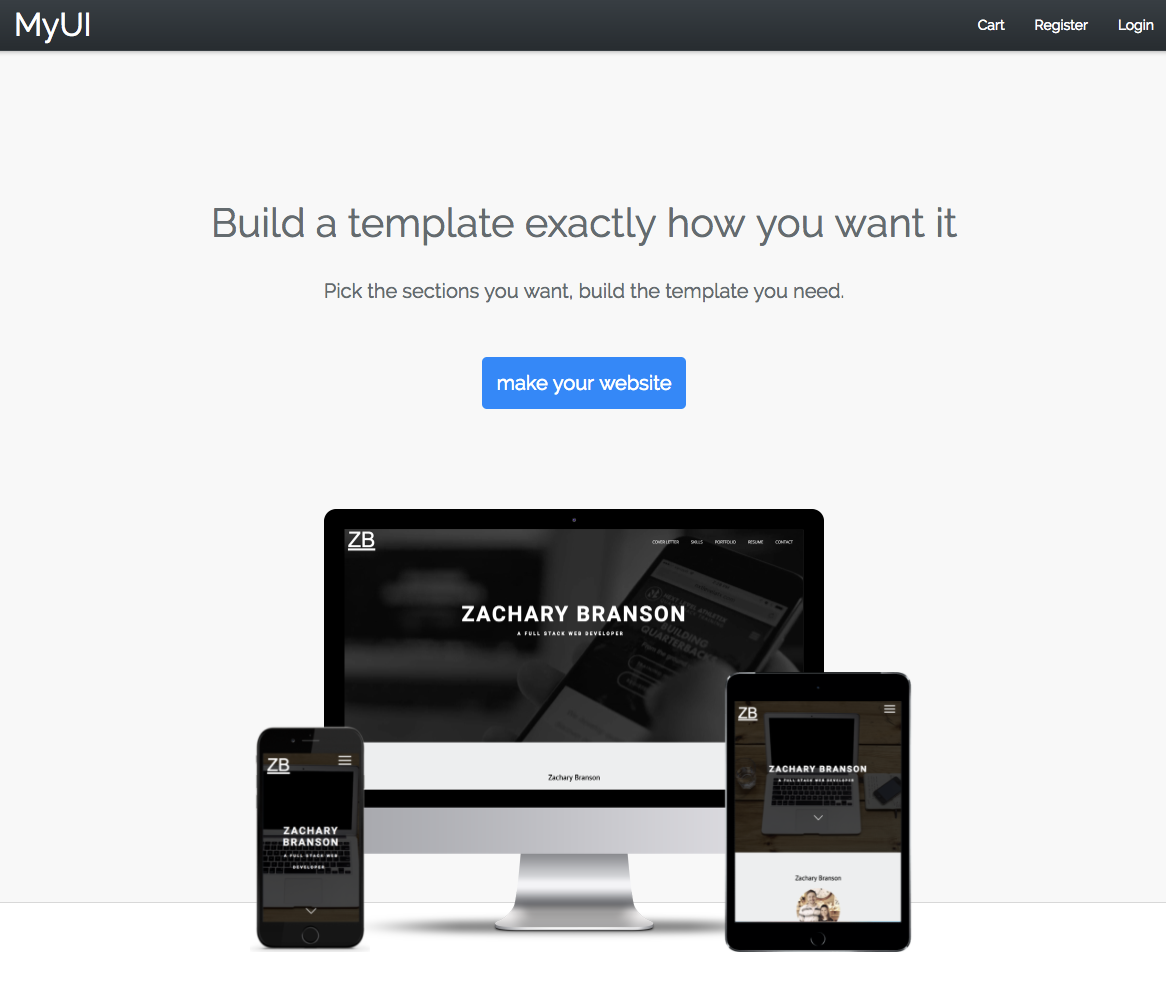 MyUI
Cart Register Login
Build a template exactly how you want it
Pick the sections you want, build the template you need.
make your website
ZB
COVER LETTER SKILLS PORTFOLIO RESUME CONTACT
ZACHARY BRANSON
A FULL STACK WEB DEVELOPER
BUILDING
QUARTERBACKS
Zachary Branson
ZB
ZACHARY
BRANSON
A FULL STACK WEB
DEVELOPER
ZB
ZACHARY BRANSON
A FULL STACK WEB DEVELOPER
Zachary Branson